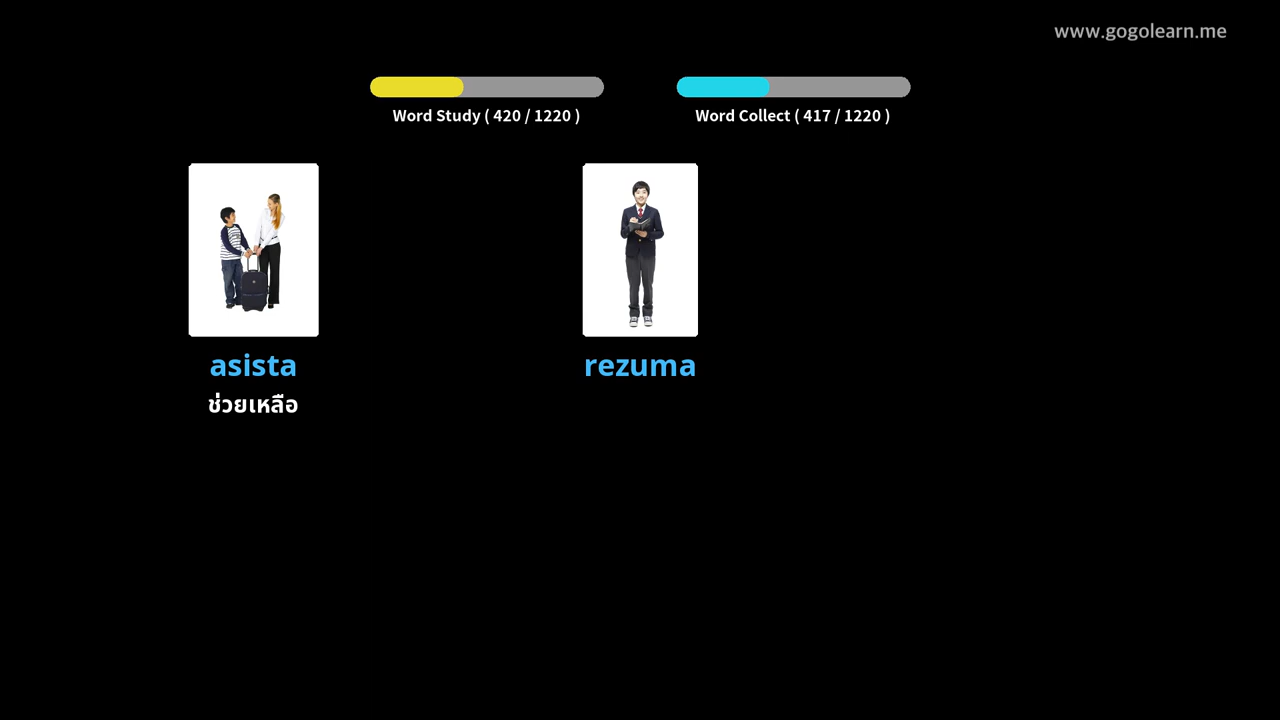 www.gogolearn.me
Word Study ( 420 / 1220 )
Word Collect ( 417 / 1220 )
asista
ช่วยเหลือ
rezuma